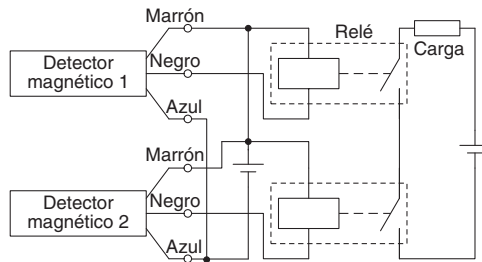 Marrón
Detector
magnético 1
Negro
Azul
Relé
Carga
Marrón
Detector
magnético 2
Negro
Azul